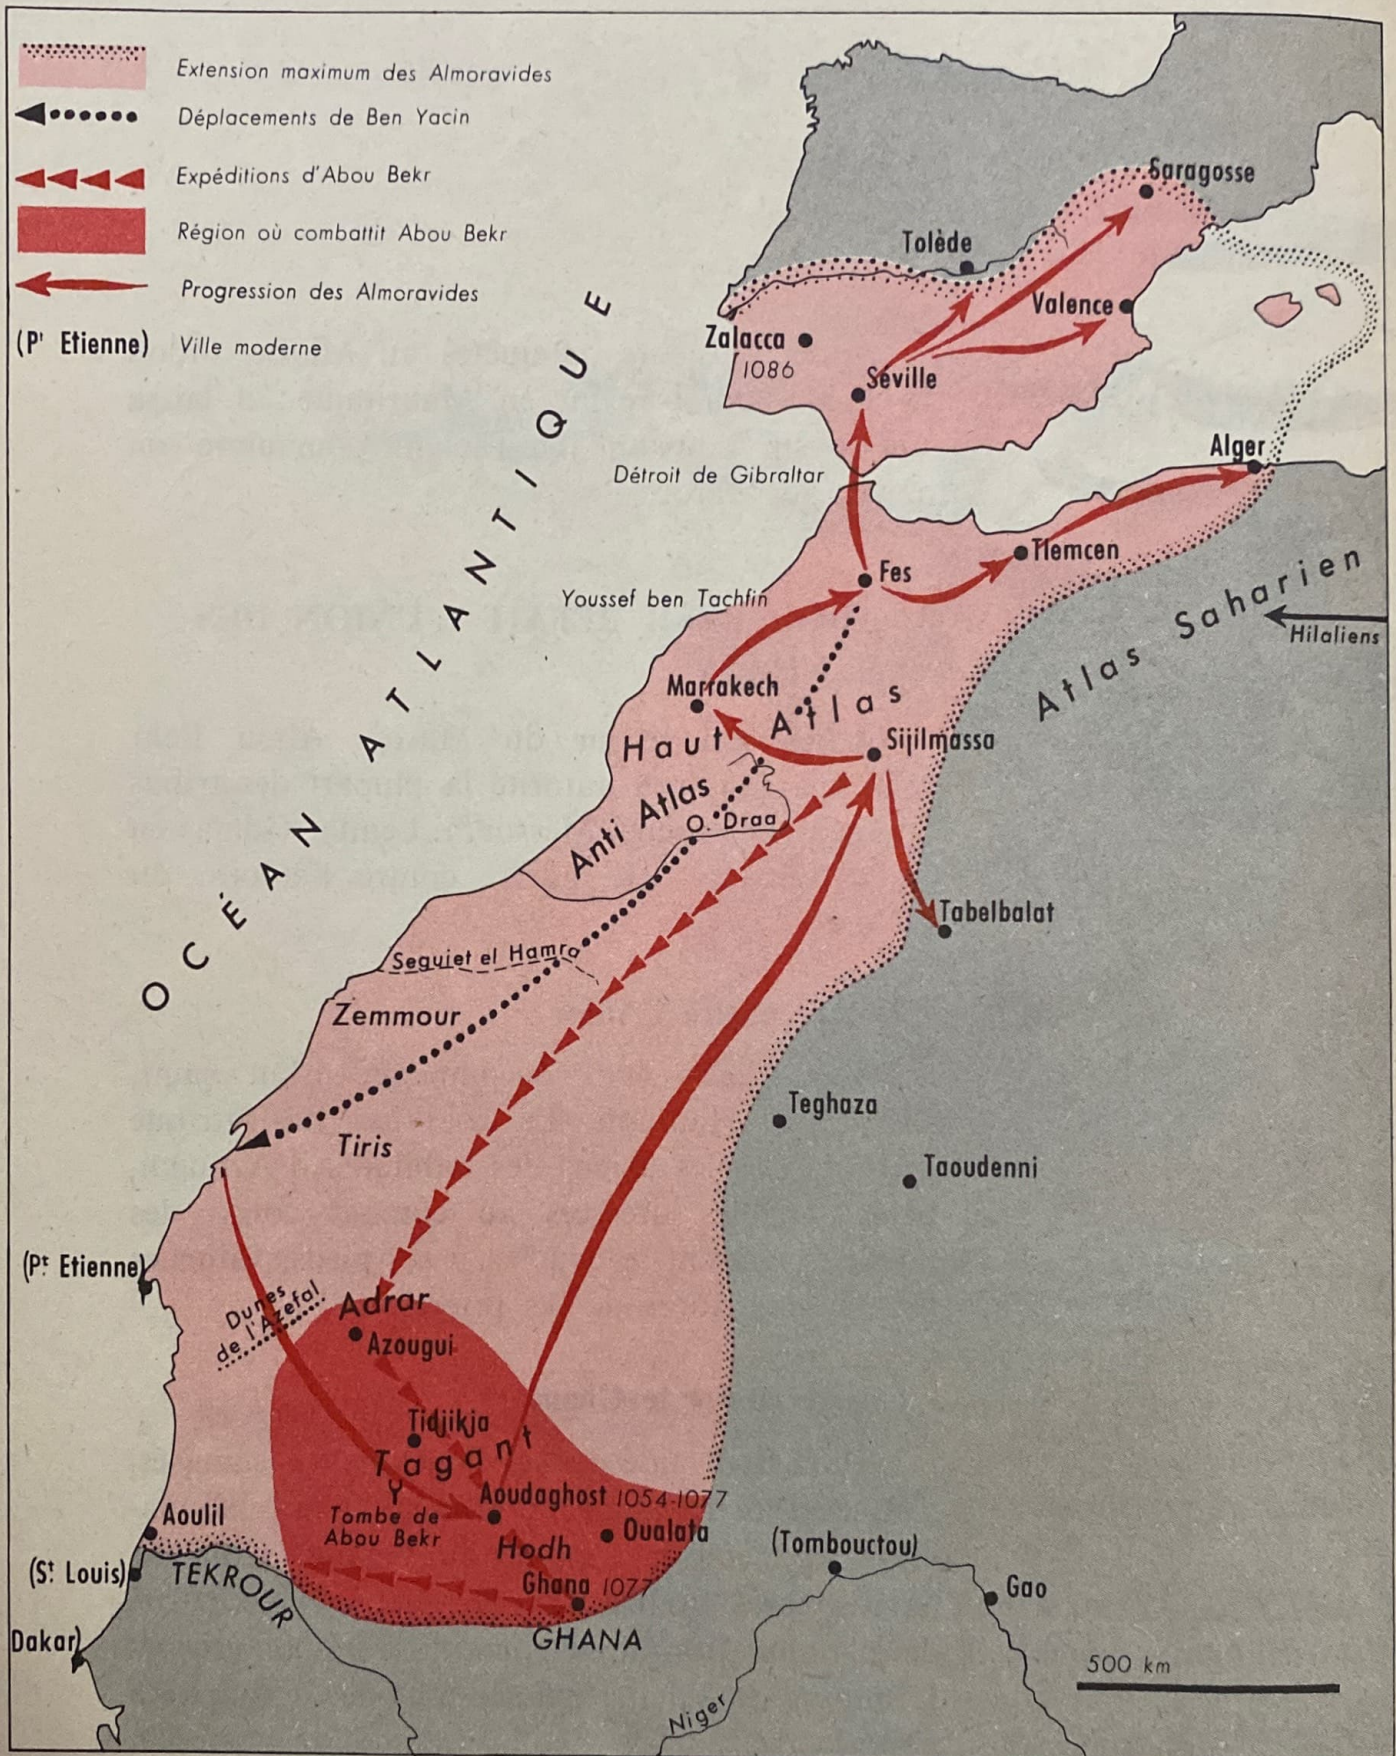 Extension maximum des Almoravides
Déplacements de Ben Yacin
Expéditions d'Abou Bekr
Région où combattit Abou Bekr
Progression des Almoravides
(Pt Etienne) Ville moderne
OCÉAN ATLANTIQUE
Saragosse
Tolède
Valence
Zalacca
1086
Séville
Détroit de Gibraltar
Alger
Tlemcen
Fes
Youssef ben Tachfin
Atlas Saharien
Hilaliens
Marrakech
Haut Atlas
Sijilmassa
Anti Atlas
O. Draa
Tabelbalat
Seguiet el Hamra
Zemmour
Teghaza
Tiris
Taoudenni
(Pt Etienne)
Dunes
de l'Azefal
Adrar
Azougui
Tidjikja
Tagant
Aoudaghost 1054-1077
Tombe de
Abou Bekr
Oualata
Aoulil
Hodh
(Tombouctou)
(St Louis)
TEKROUR
Ghana 1077
Gao
GHANA
Dakar)
500 km
Niger